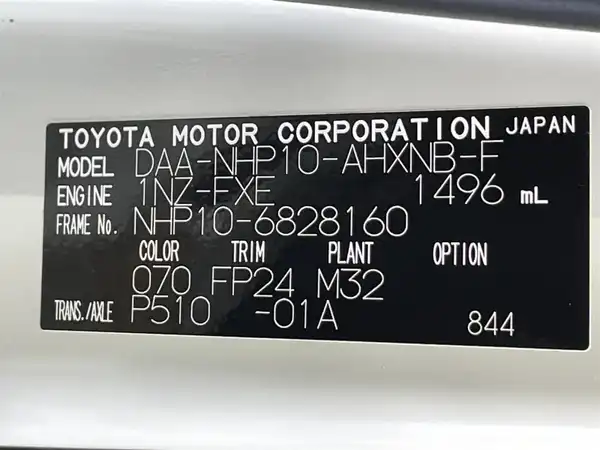 TOYOTA MOTOR CORPORATION JAPAN
MODEL DAA-NHP10-AHXNB-F
ENGINE 1NZ-FXE 1496 mL
FRAME No. NHP10-6828160
COLOR TRIM PLANT OPTION
070 FP24 M32
TRANS./AXLE P510 -01A 844